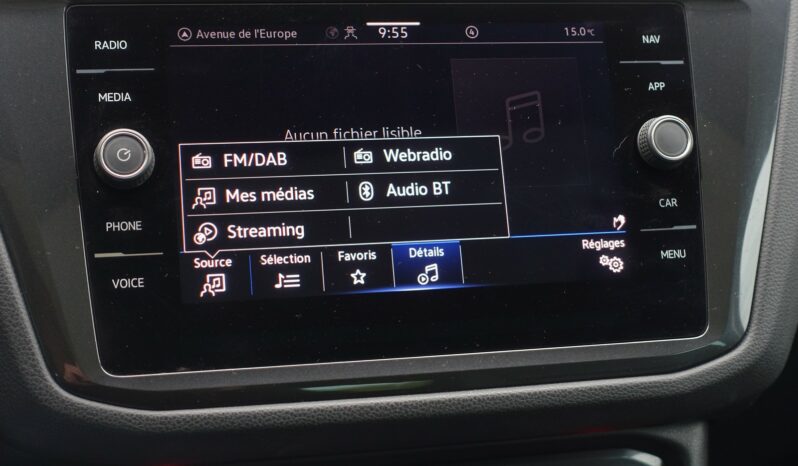 RADIO
MEDIA
PHONE
VOICE
Avenue de l'Europe 9:55 4 15.0°C
Aucun fichier lisible
FM/DAB Webradio
Mes médias Audio BT
Streaming
Source Sélection Favoris Détails Réglages
NAV
APP
CAR
MENU